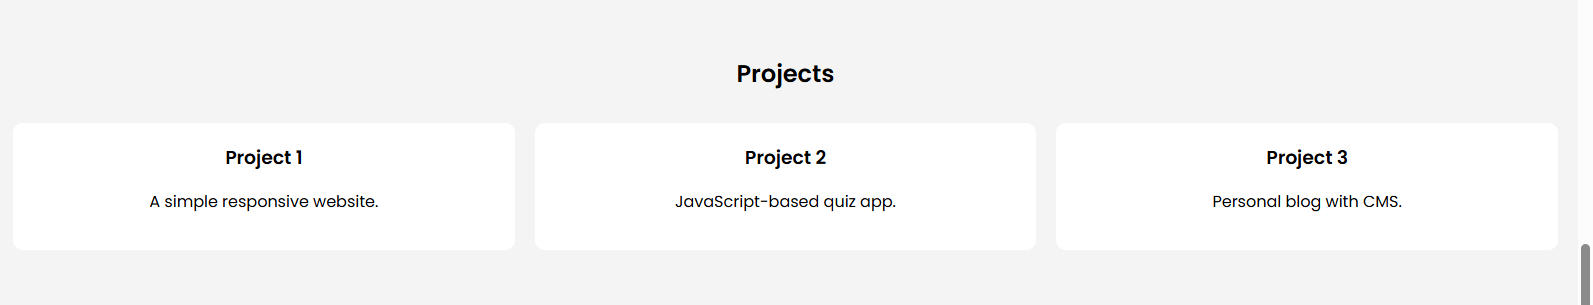 Projects
Project 1
A simple responsive website.
Project 2
JavaScript-based quiz app.
Project 3
Personal blog with CMS.